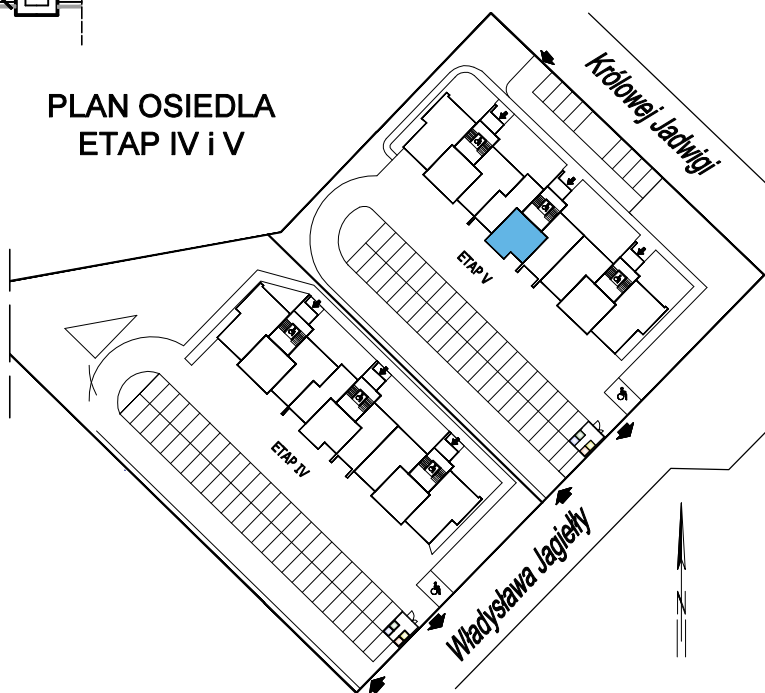 PLAN OSIEDLA
ETAP IV i V
Królowej Jadwigi
ETAP V
ETAP IV
Władysława Jagiełły
N